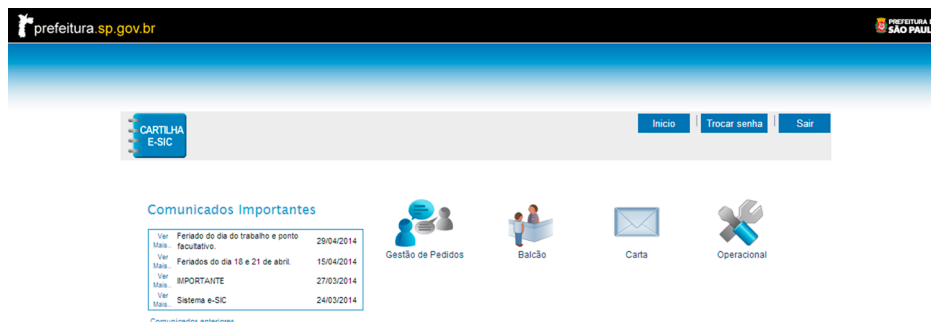 prefeitura.sp.gov.br
PREFEITURA
SÃO PAUL
CARTILHA
E-SIC
Inicio | Trocar senha | Sair
Comunicados Importantes
Ver Mais... Feriado do dia do trabalho e ponto facultativo. 29/04/2014
Ver Mais... Feriados do dia 18 e 21 de abril. 15/04/2014
Ver Mais... IMPORTANTE 27/03/2014
Ver Mais... Sistema e-SIC 24/03/2014
Comunicados anteriores
Gestão de Pedidos
Balcão
Carta
Operacional